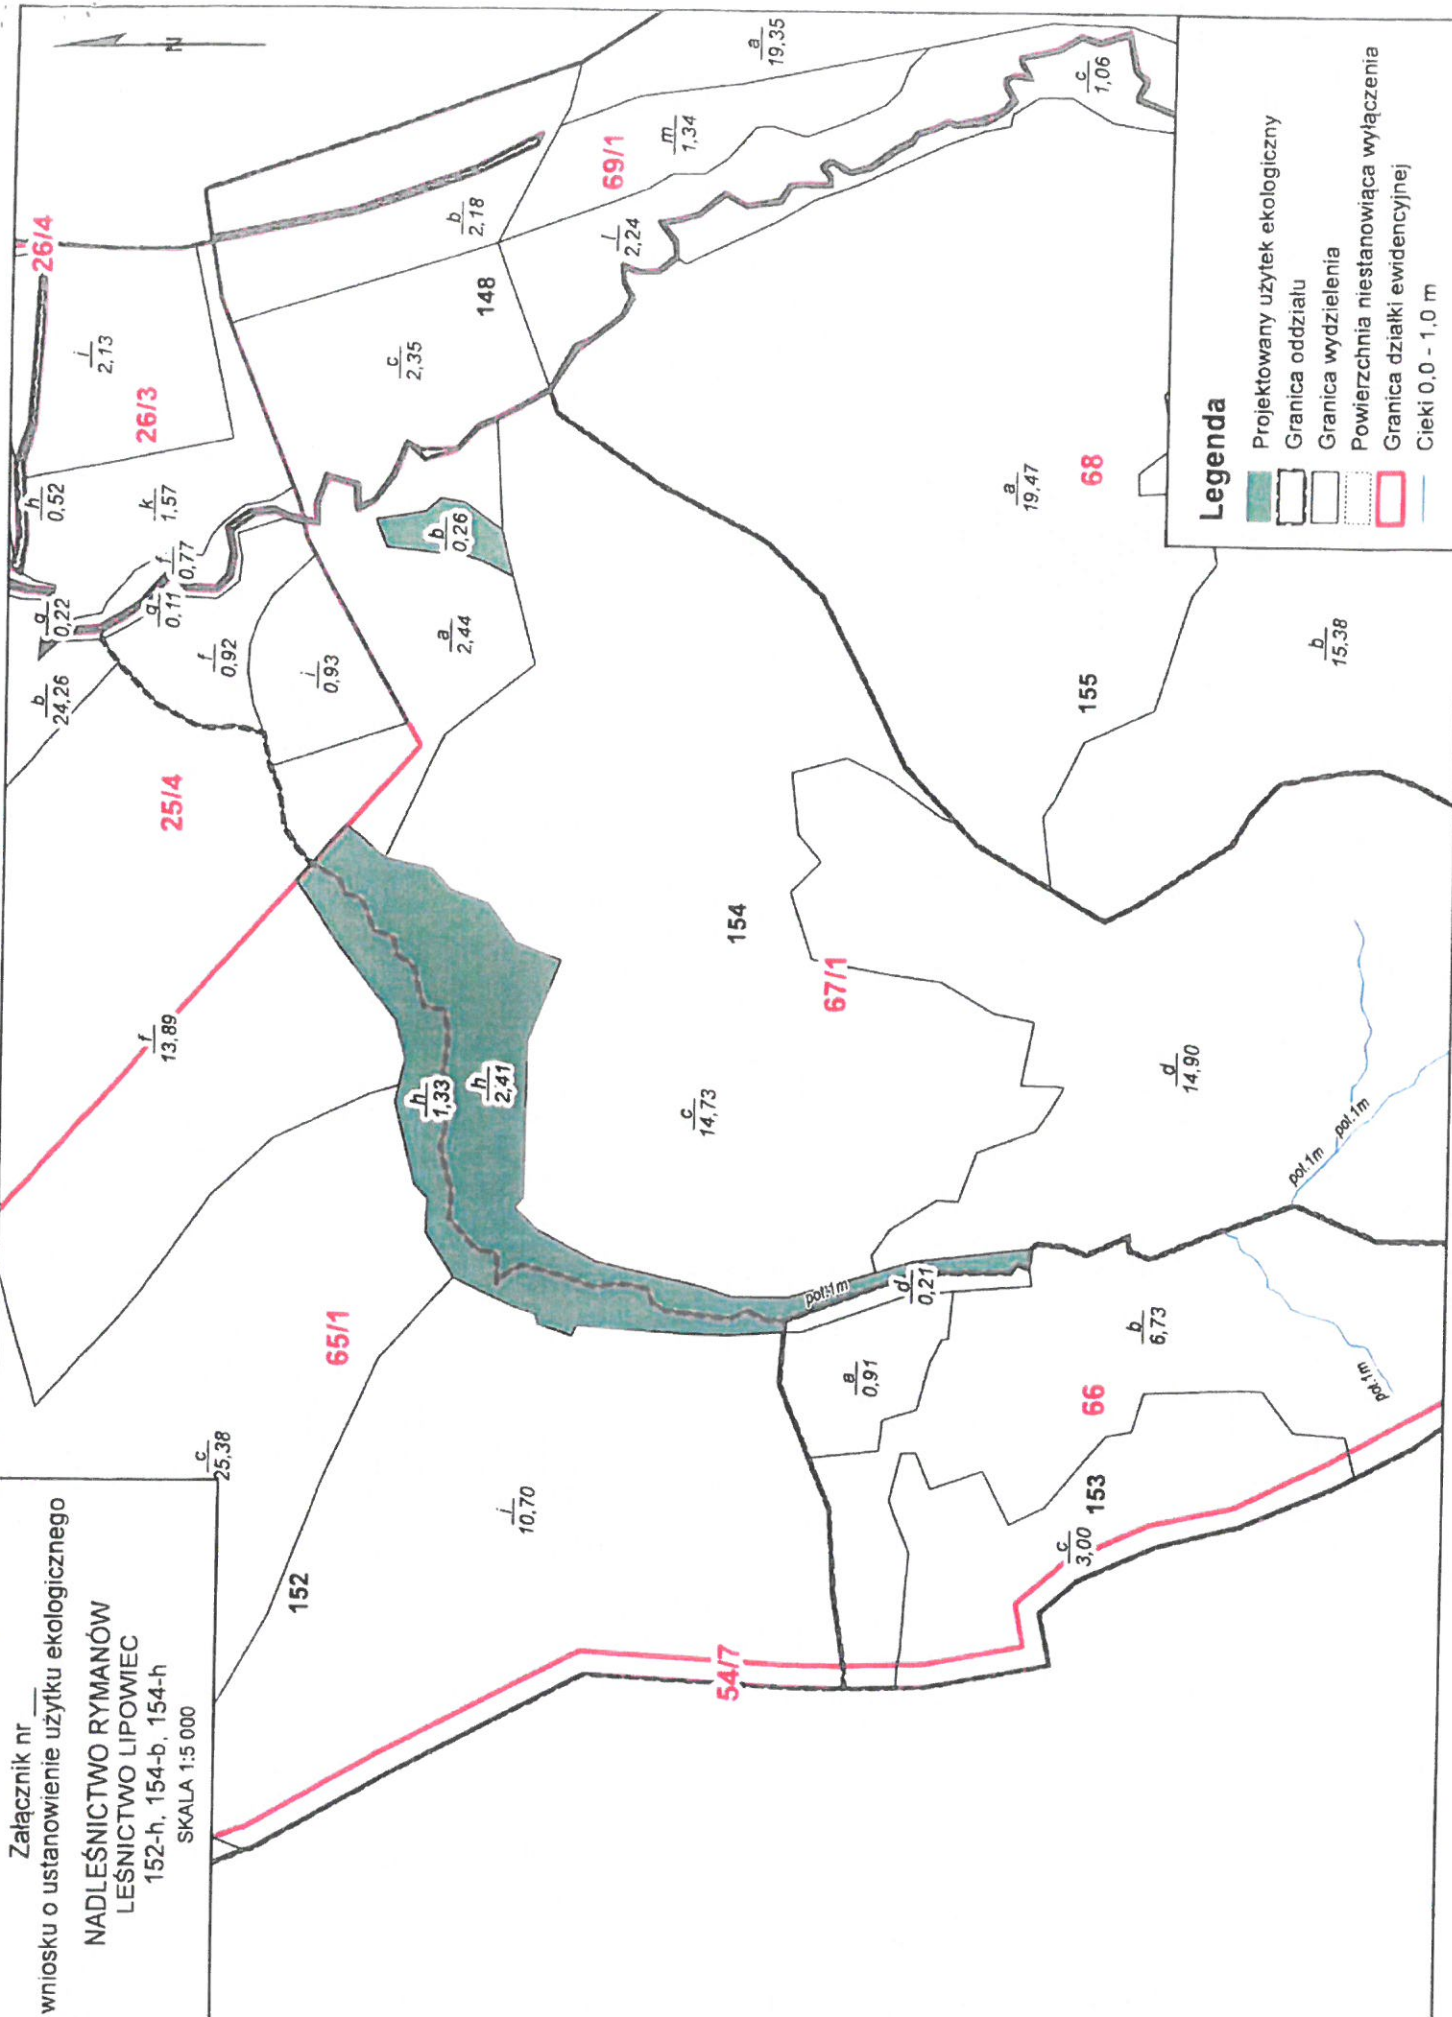 Załącznik nr __
wniosku o ustanowienie użytku ekologicznego
NADLEŚNICTWO RYMANÓW
LEŚNICTWO LIPOWIEC
152-h, 154-b, 154-h
SKALA 1:5 000
N
c
25,38
152
65/1
j
10,70
54/7
f
13,89
25/4
b
24,26
g
0,22
h
0,52
26/4
i
2,13
26/3
k
1,57
f
0,77
g
0,11
f
0,92
i
0,93
a
2,44
b
0,26
c
2,35
148
b
2,18
a
19,35
m
1,34
69/1
l
2,24
c
1,06
h
1,33
h
2,41
154
c
14,73
67/1
d
14,90
pot.1m
pot.1m
pot.1m
d
0,21
a
0,91
b
6,73
66
pot.1m
153
c
3,00
a
19,47
68
155
b
15,38
Legenda
Projektowany użytek ekologiczny
Granica oddziału
Granica wydzielenia
Powierzchnia niestanowiąca wyłączenia
Granica działki ewidencyjnej
Cieki 0,0 - 1,0 m